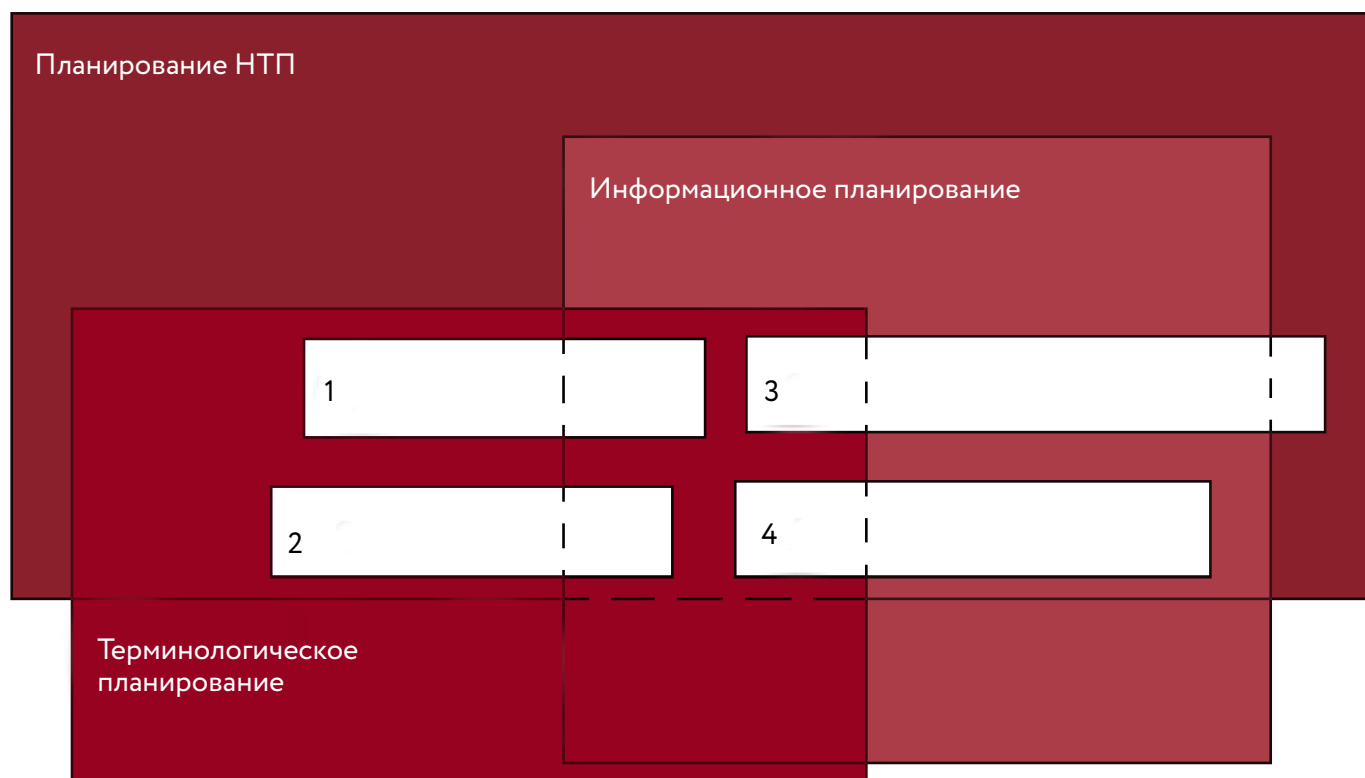 Планирование НТП
Информационное планирование
1
3
2
4
Терминологическое
планирование